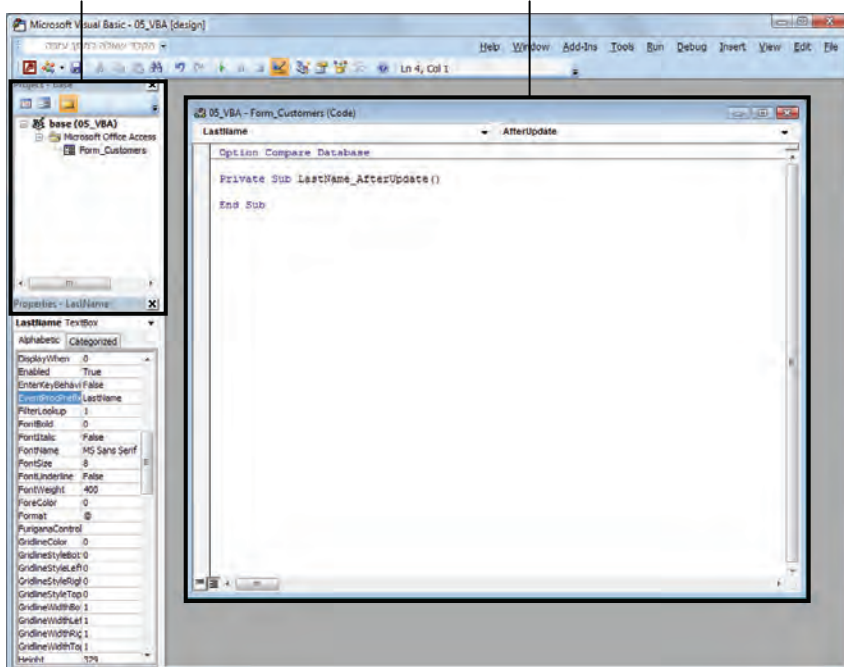 Microsoft Visual Basic - 05_VBA [design]
Help Window Add-Ins Tools Run Debug Insert View Edit File
Ln 4, Col 1
Project - base
base (05_VBA)
Microsoft Office Access
Form_Customers
05_VBA - Form_Customers (Code)
LastName AfterUpdate
Option Compare Database
Private Sub LastName_AfterUpdate()
End Sub
Properties - LastName
LastName TextBox
Alphabetic Categorized
DisplayWhen 0
Enabled True
EnterKeyBehavi False
EventProcPrefix LastName
FilterLookup 1
FontBold 0
FontItalic False
FontName MS Sans Serif
FontSize 8
FontUnderline False
FontWeight 400
ForeColor 0
Format @
FuriganaControl
GridlineColor 0
GridlineStyleBot 0
GridlineStyleLeft 0
GridlineStyleRigl 0
GridlineStyleTop 0
GridlineWidthBo 1
GridlineWidthLef 1
GridlineWidthRig 1
GridlineWidthTo 1
Height 329